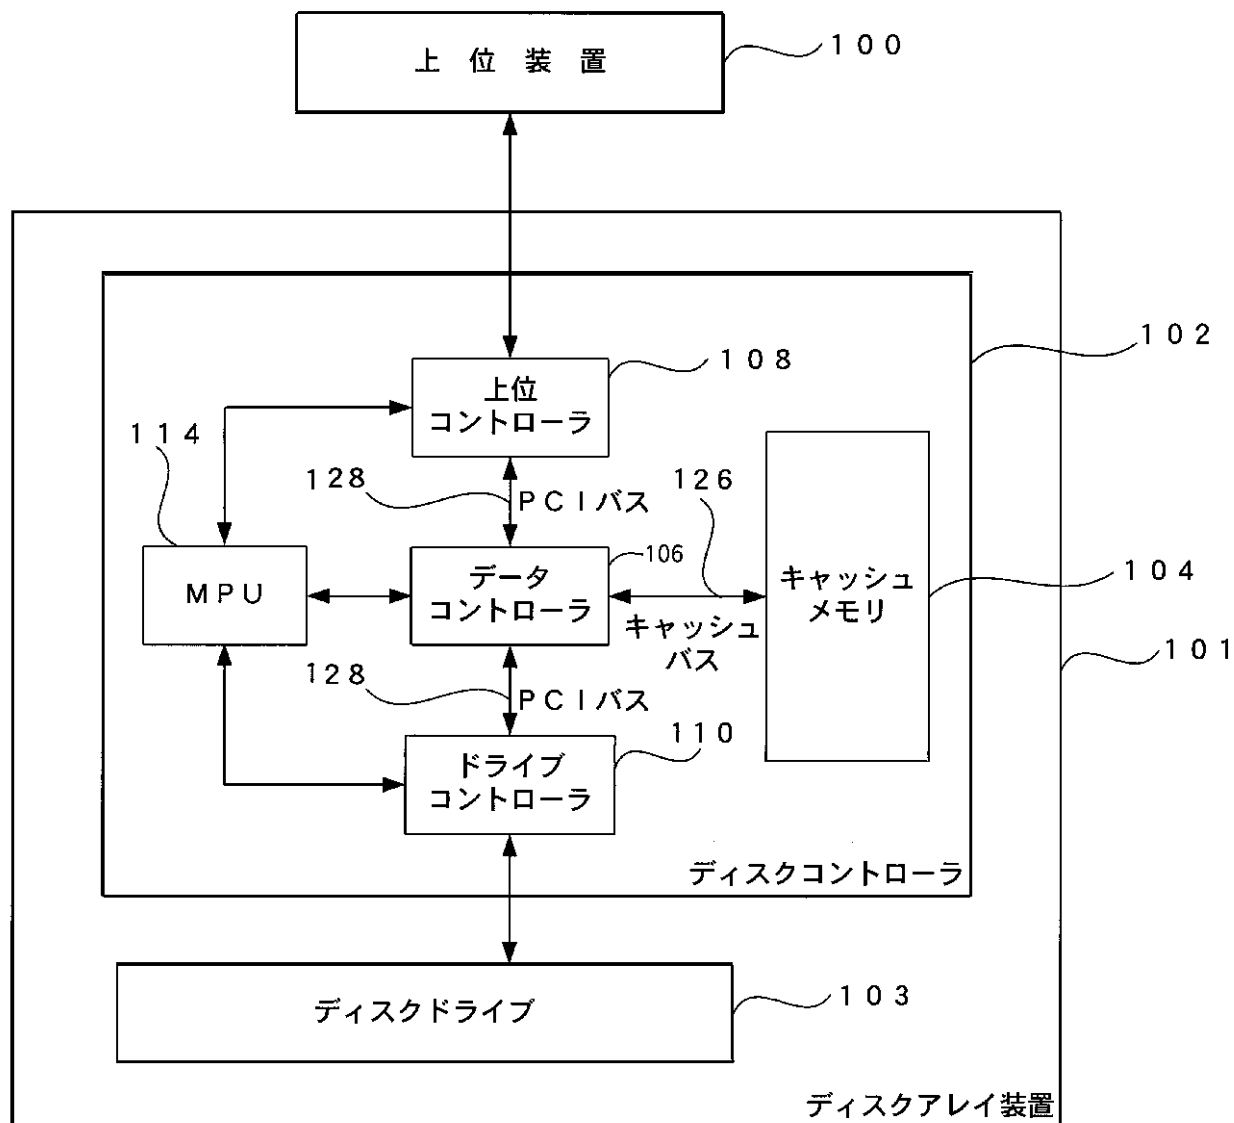 上位装置
100
102
108
上位
コントローラ
114
128
PCIバス
126
MPU
データ
コントローラ
106
キャッシュ
メモリ
104
キャッシュ
バス
101
128
PCIバス
110
ドライブ
コントローラ
ディスクコントローラ
ディスクドライブ
103
ディスクアレイ装置